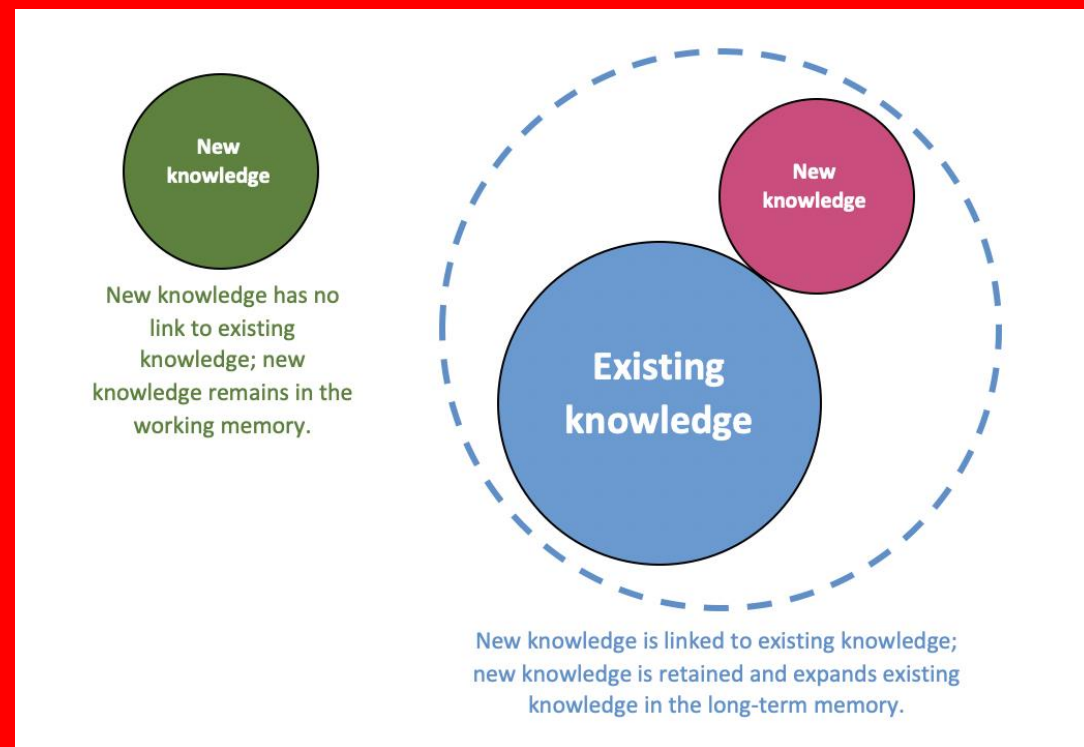 New
knowledge
New knowledge has no
link to existing
knowledge; new
knowledge remains in the
working memory.
New
knowledge
Existing
knowledge
New knowledge is linked to existing knowledge;
new knowledge is retained and expands existing
knowledge in the long-term memory.